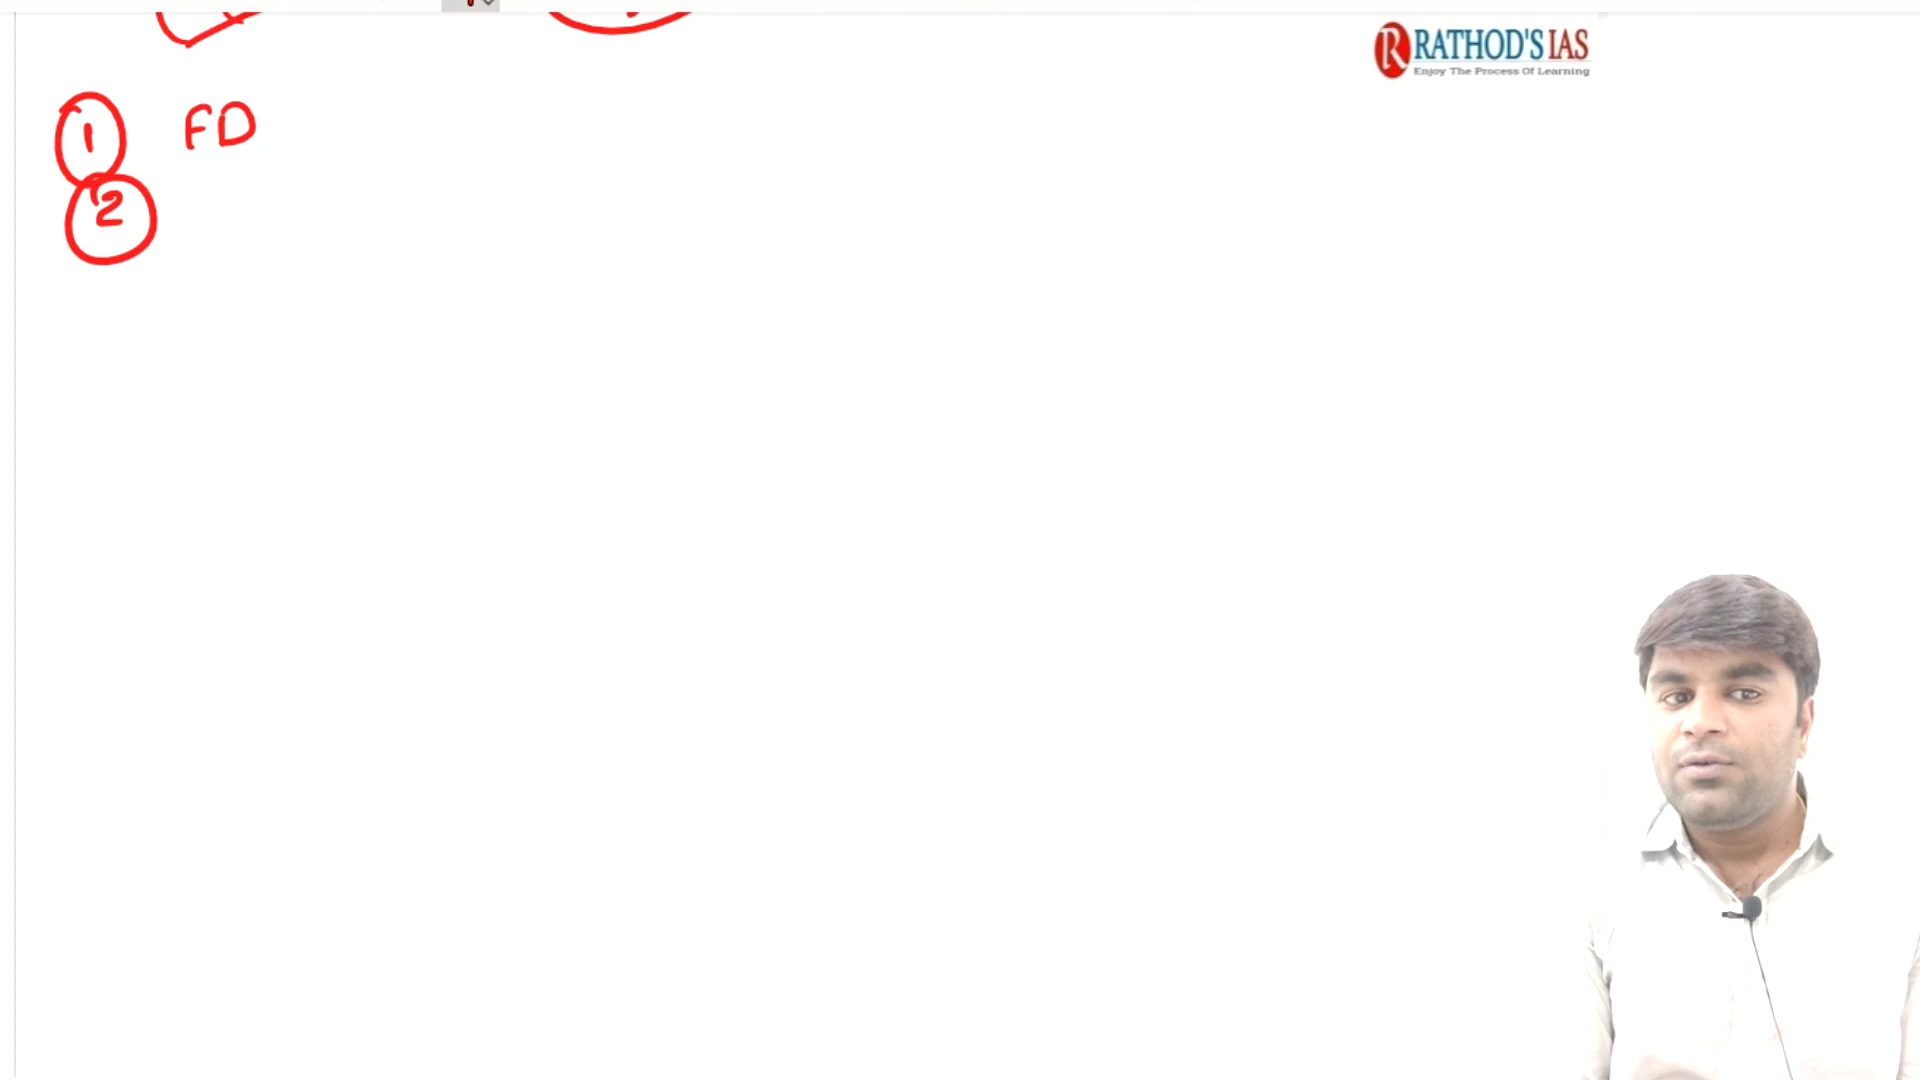 RATHOD'S IAS
Enjoy The Process Of Learning
1 FD
2